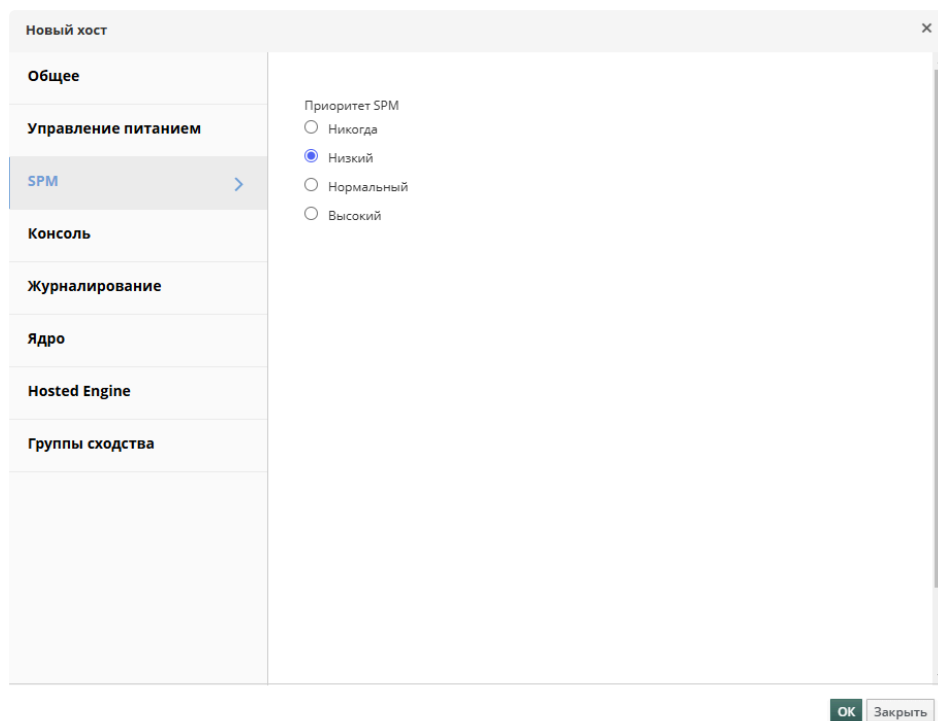 Новый хост
Общее
Управление питанием
SPM
Консоль
Журналирование
Ядро
Hosted Engine
Группы сходства
Приоритет SPM
Никогда
Низкий
Нормальный
Высокий
ОК Закрыть